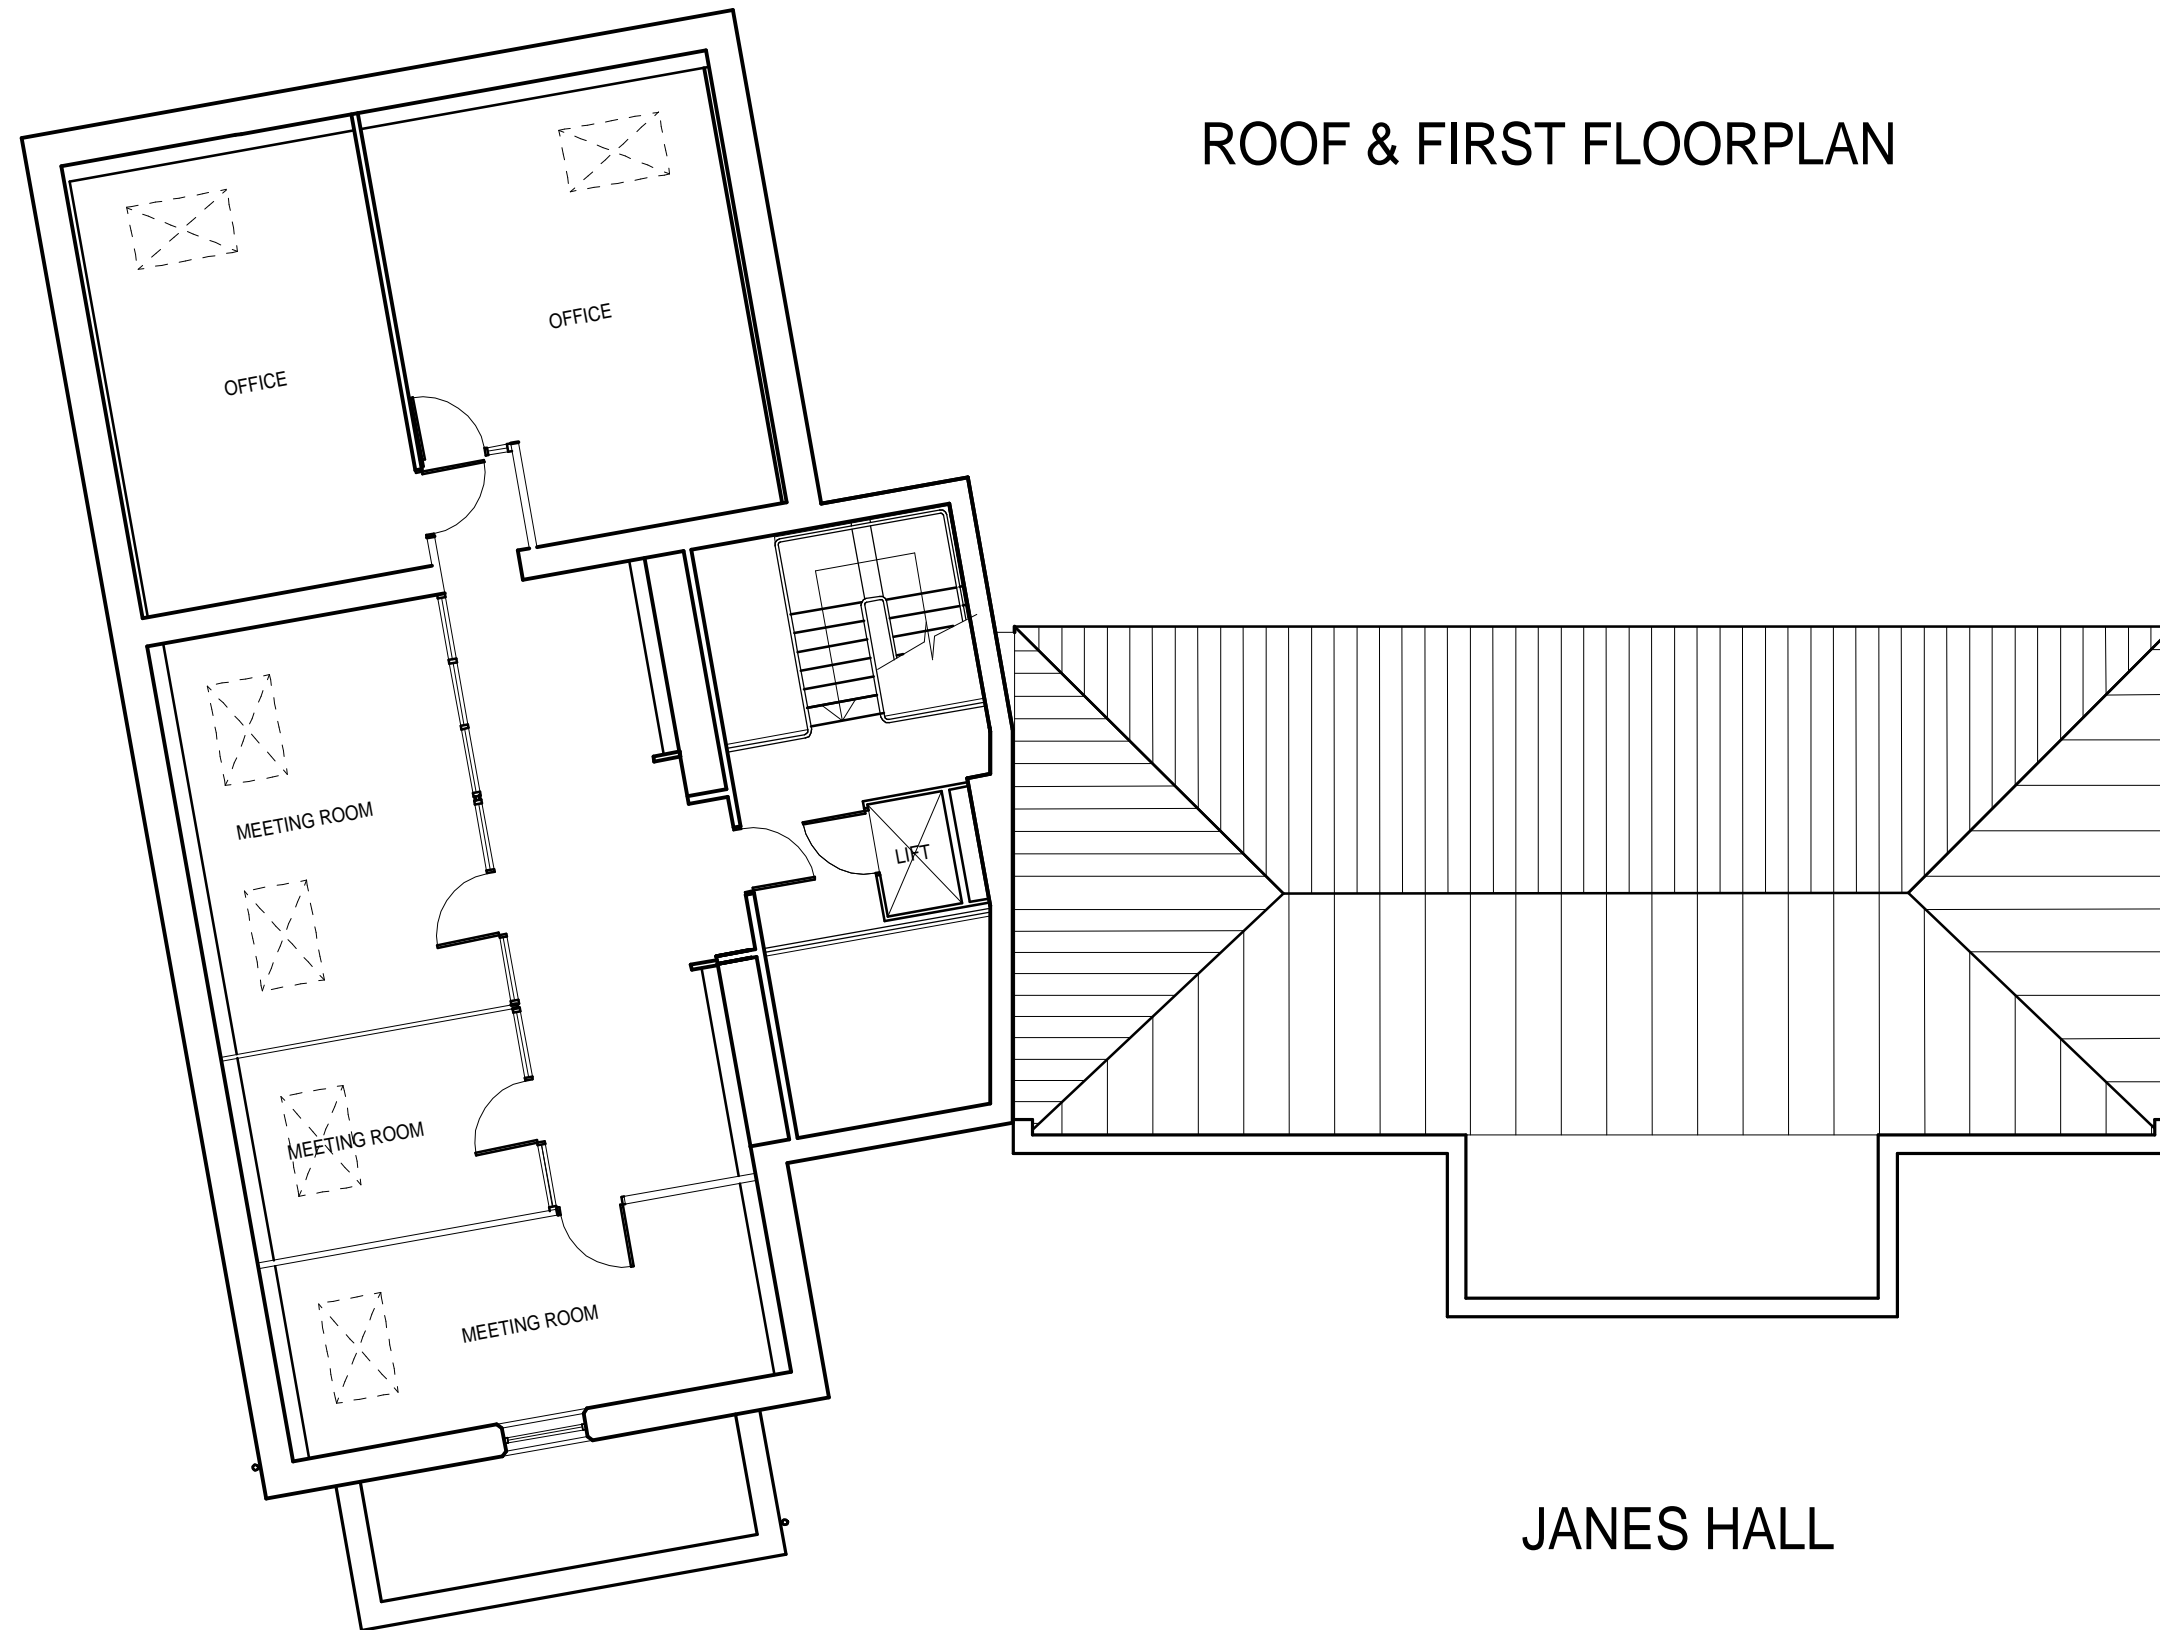 ROOF & FIRST FLOORPLAN
OFFICE
OFFICE
MEETING ROOM
LIFT
MEETING ROOM
MEETING ROOM
JANES HALL